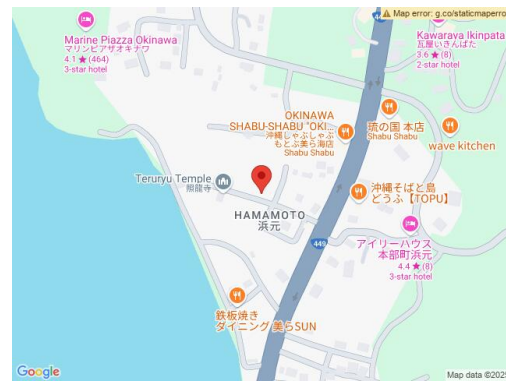 Marine Piazza Okinawa
マリンピアザオキナワ
4.1 ★ (464)
3-star hotel
Map error: g.co/staticmaperro
449
Kawaraya Ikinpata
瓦屋いきんぱた
3.6 ★ (8)
2-star hotel
OKINAWA
SHABU-SHABU "OKI...
沖縄しゃぶしゃぶ
もとぶ美ら海店
Shabu Shabu
琉の国 本店
Shabu Shabu
wave kitchen
Teruryu Temple
照龍寺
沖縄そばと島
どうふ【TOPU】
HAMAMOTO
浜元
449
アイリーハウス
本部町浜元
4.4 ★ (8)
3-star hotel
鉄板焼き
ダイニング 美らSUN
Google
Map data ©2025